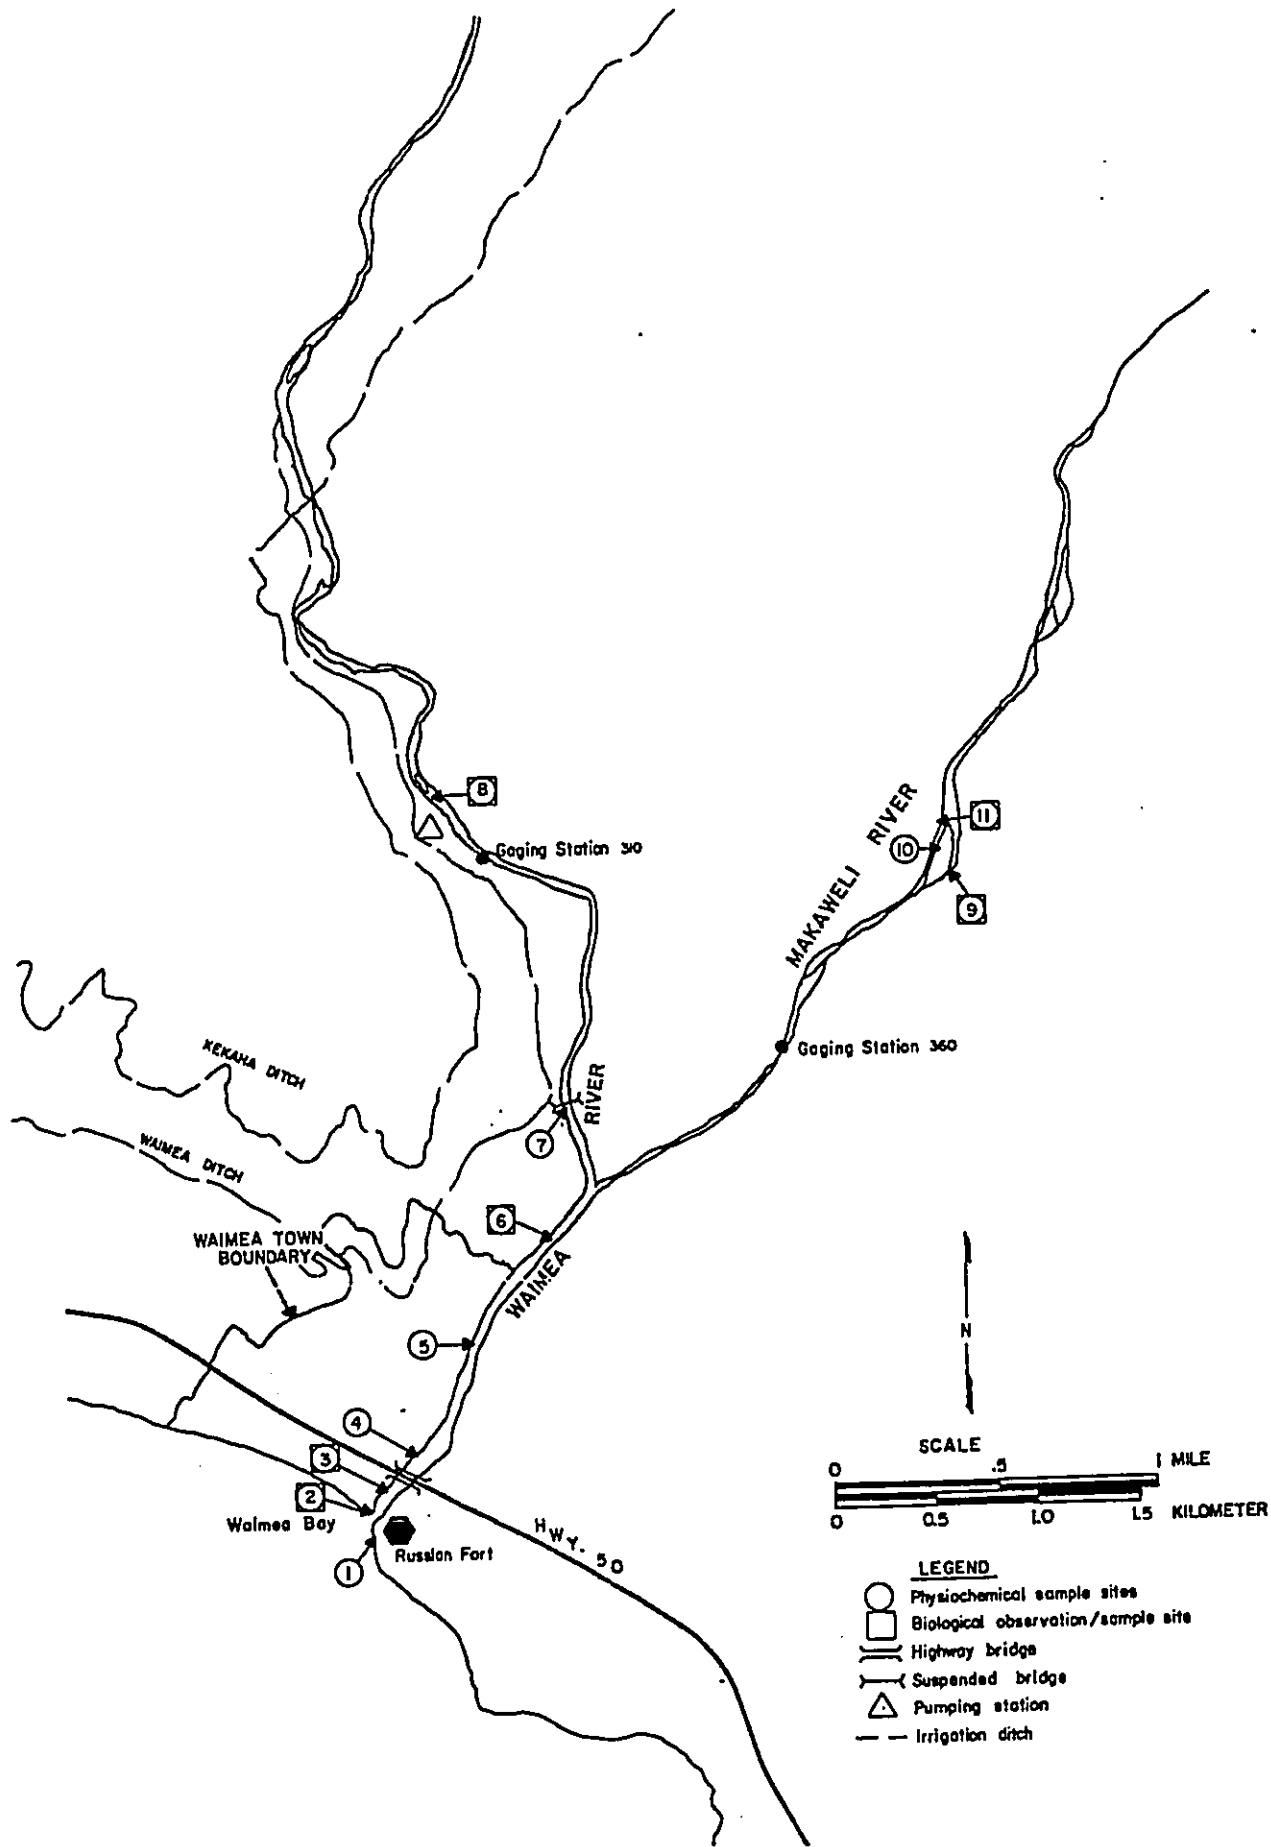 8
Gaging Station 310
MAKAWELI RIVER
11
10
9
Gaging Station 360
KEKAHA DITCH
RIVER
7
WAIMEA DITCH
6
WAIMEA TOWN
BOUNDARY
WAIMEA
5
N
4
3
2
Waimea Bay
Russian Fort
1
HWY. 50
SCALE
0 .5 1 MILE
0 0.5 1.0 1.5 KILOMETER
LEGEND
Physiochemical sample sites
Biological observation/sample site
Highway bridge
Suspended bridge
Pumping station
Irrigation ditch